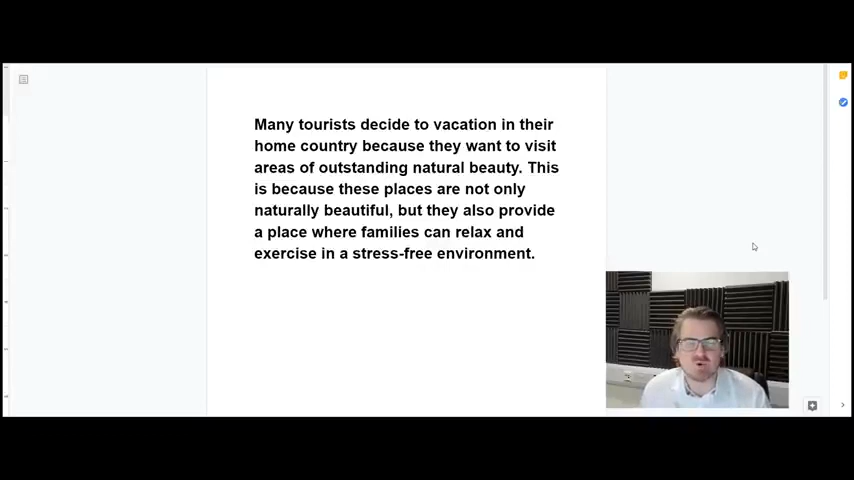 Many tourists decide to vacation in their
home country because they want to visit
areas of outstanding natural beauty. This
is because these places are not only
naturally beautiful, but they also provide
a place where families can relax and
exercise in a stress-free environment.